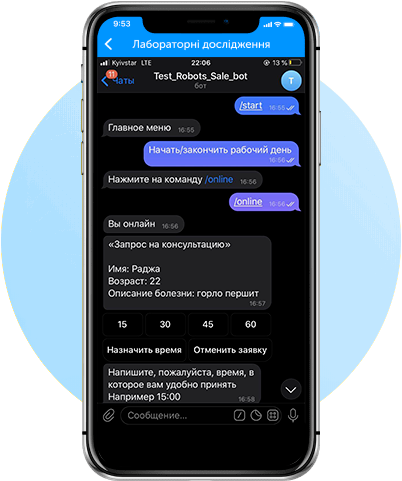 9:53
Лабораторні дослідження
Kyivstar LTE 22:06 13 %
11
Чаты Test_Robots_Sale_bot T
бот
/start 16:55
Главное меню 16:55
Начать/закончить рабочий день
16:56
Нажмите на команду /online 16:56
/online 16:56
Вы онлайн 16:56
«Запрос на консультацию»
Имя: Раджа
Возраст: 22
Описание болезни: горло першит
16:57
15 30 45 60
Назначить время Отменить заявку
Напишите, пожалуйста, время, в
которое вам удобно принять
Например 15:00 16:58
Сообщение...